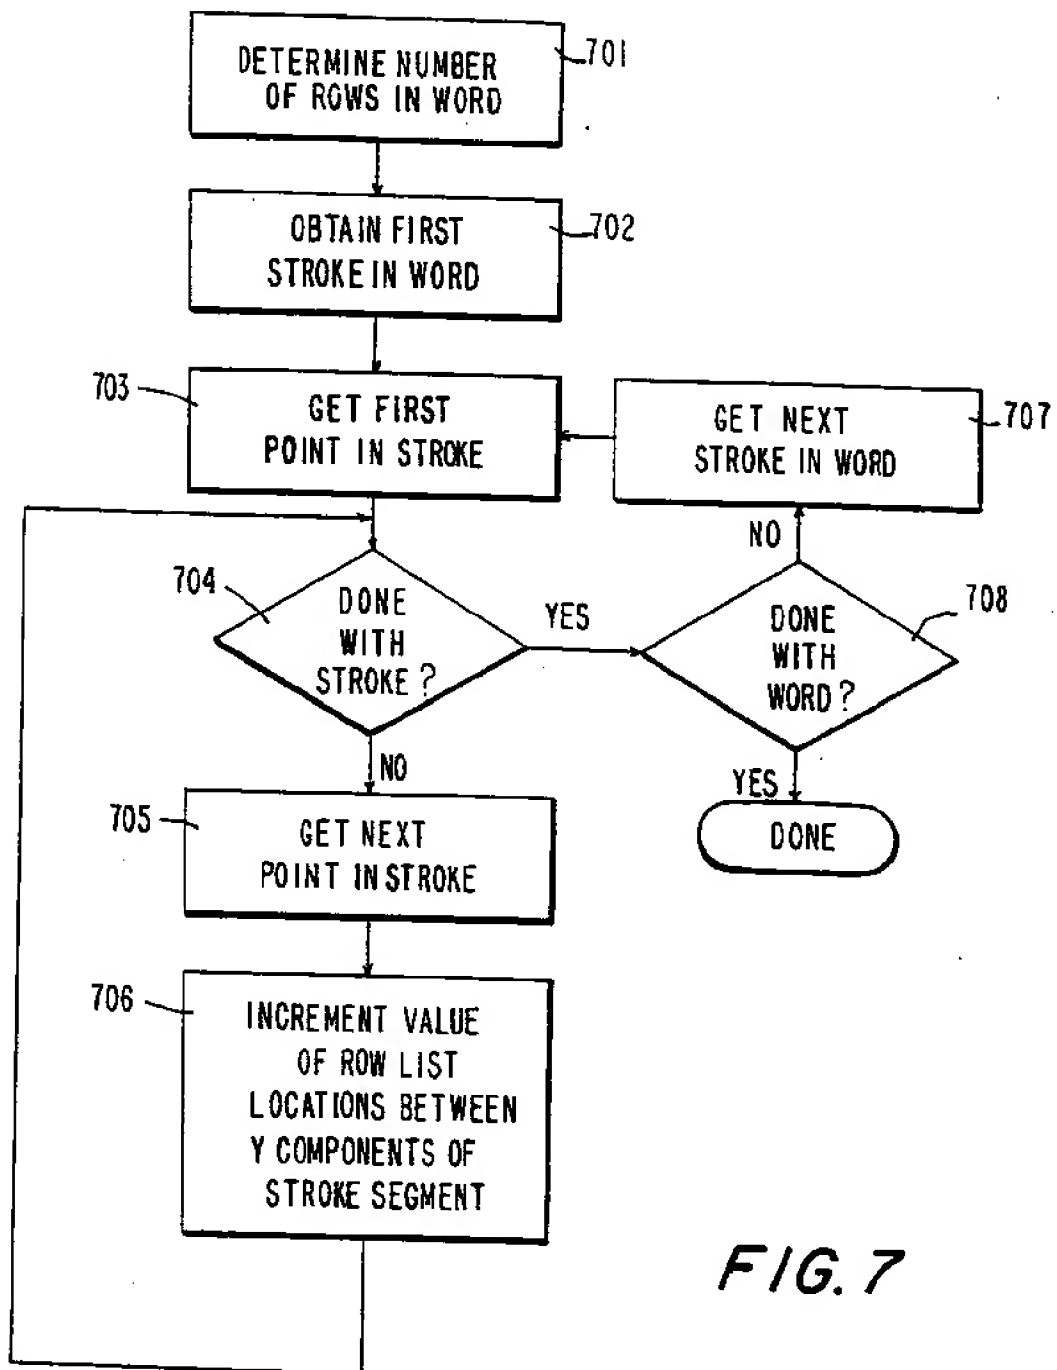 DETERMINE NUMBER
OF ROWS IN WORD
701
OBTAIN FIRST
STROKE IN WORD
702
703
GET FIRST
POINT IN STROKE
GET NEXT
STROKE IN WORD
707
NO
704
DONE
WITH
STROKE?
YES
DONE
WITH
WORD?
708
NO
YES
DONE
705
GET NEXT
POINT IN STROKE
706
INCREMENT VALUE
OF ROW LIST
LOCATIONS BETWEEN
Y COMPONENTS OF
STROKE SEGMENT
FIG. 7